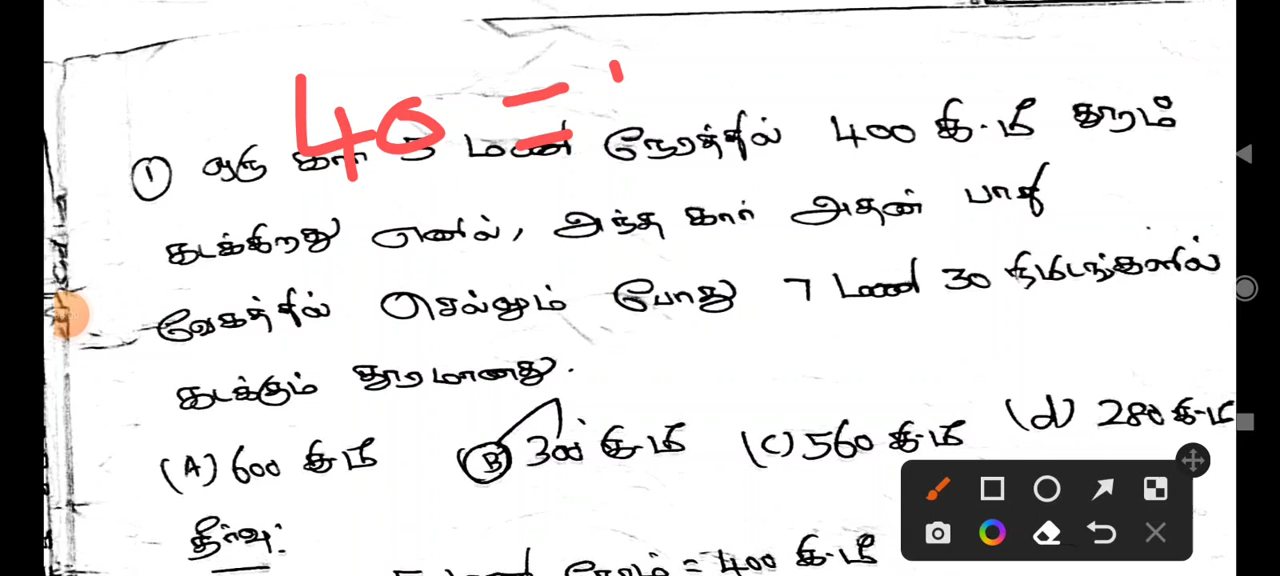 40 =
① ஒரு கார் 5 மணி நேரத்தில் 400 கி.மீ தூரம்
கடக்கிறது எனில், அந்த கார் அதன் பாதி
வேகத்தில் செல்லும் போது 7 மணி 30 நிமிடங்களில்
கடக்கும் தூரமானது.
(A) 600 கி.மீ (B) 300 கி.மீ (C) 560 கி.மீ (d) 280 கி.மீ
தீர்வு:
5 மணி நேரம் = 400 கி.மீ